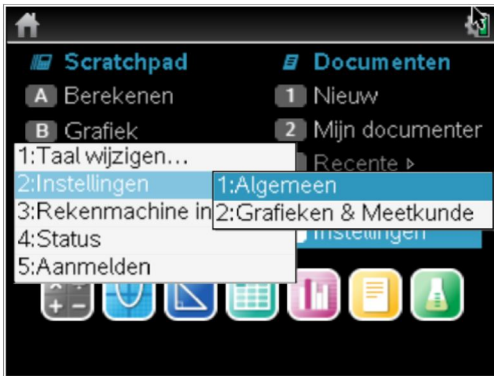 Scratchpad
Documenten
A Berekenen
1 Nieuw
B Grafiek
2 Mijn documenter
Recente ▸
1:Taal wijzigen...
2:Instellingen
1:Algemeen
3:Rekenmachine in
2:Grafieken & Meetkunde
4:Status
Instellingen
5:Aanmelden